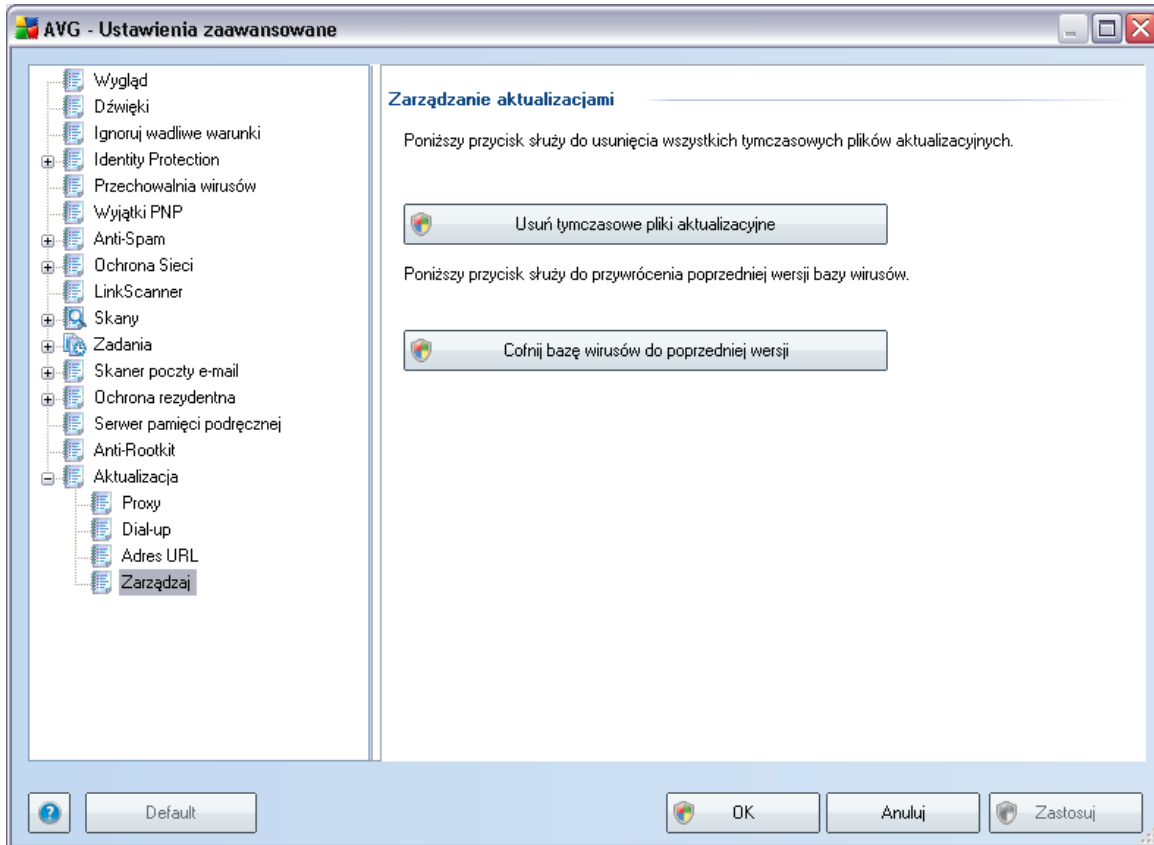 AVG - Ustawienia zaawansowane
Wygląd
Dźwięki
Ignoruj wadliwe warunki
Identity Protection
Przechowalnia wirusów
Wyjątki PNP
Anti-Spam
Ochrona Sieci
LinkScanner
Skany
Zadania
Skaner poczty e-mail
Ochrona rezydentna
Serwer pamięci podręcznej
Anti-Rootkit
Aktualizacja
Proxy
Dial-up
Adres URL
Zarządzaj
Zarządzanie aktualizacjami
Poniższy przycisk służy do usunięcia wszystkich tymczasowych plików aktualizacyjnych.
Usuń tymczasowe pliki aktualizacyjne
Poniższy przycisk służy do przywrócenia poprzedniej wersji bazy wirusów.
Cofnij bazę wirusów do poprzedniej wersji
Default
OK
Anuluj
Zastosuj